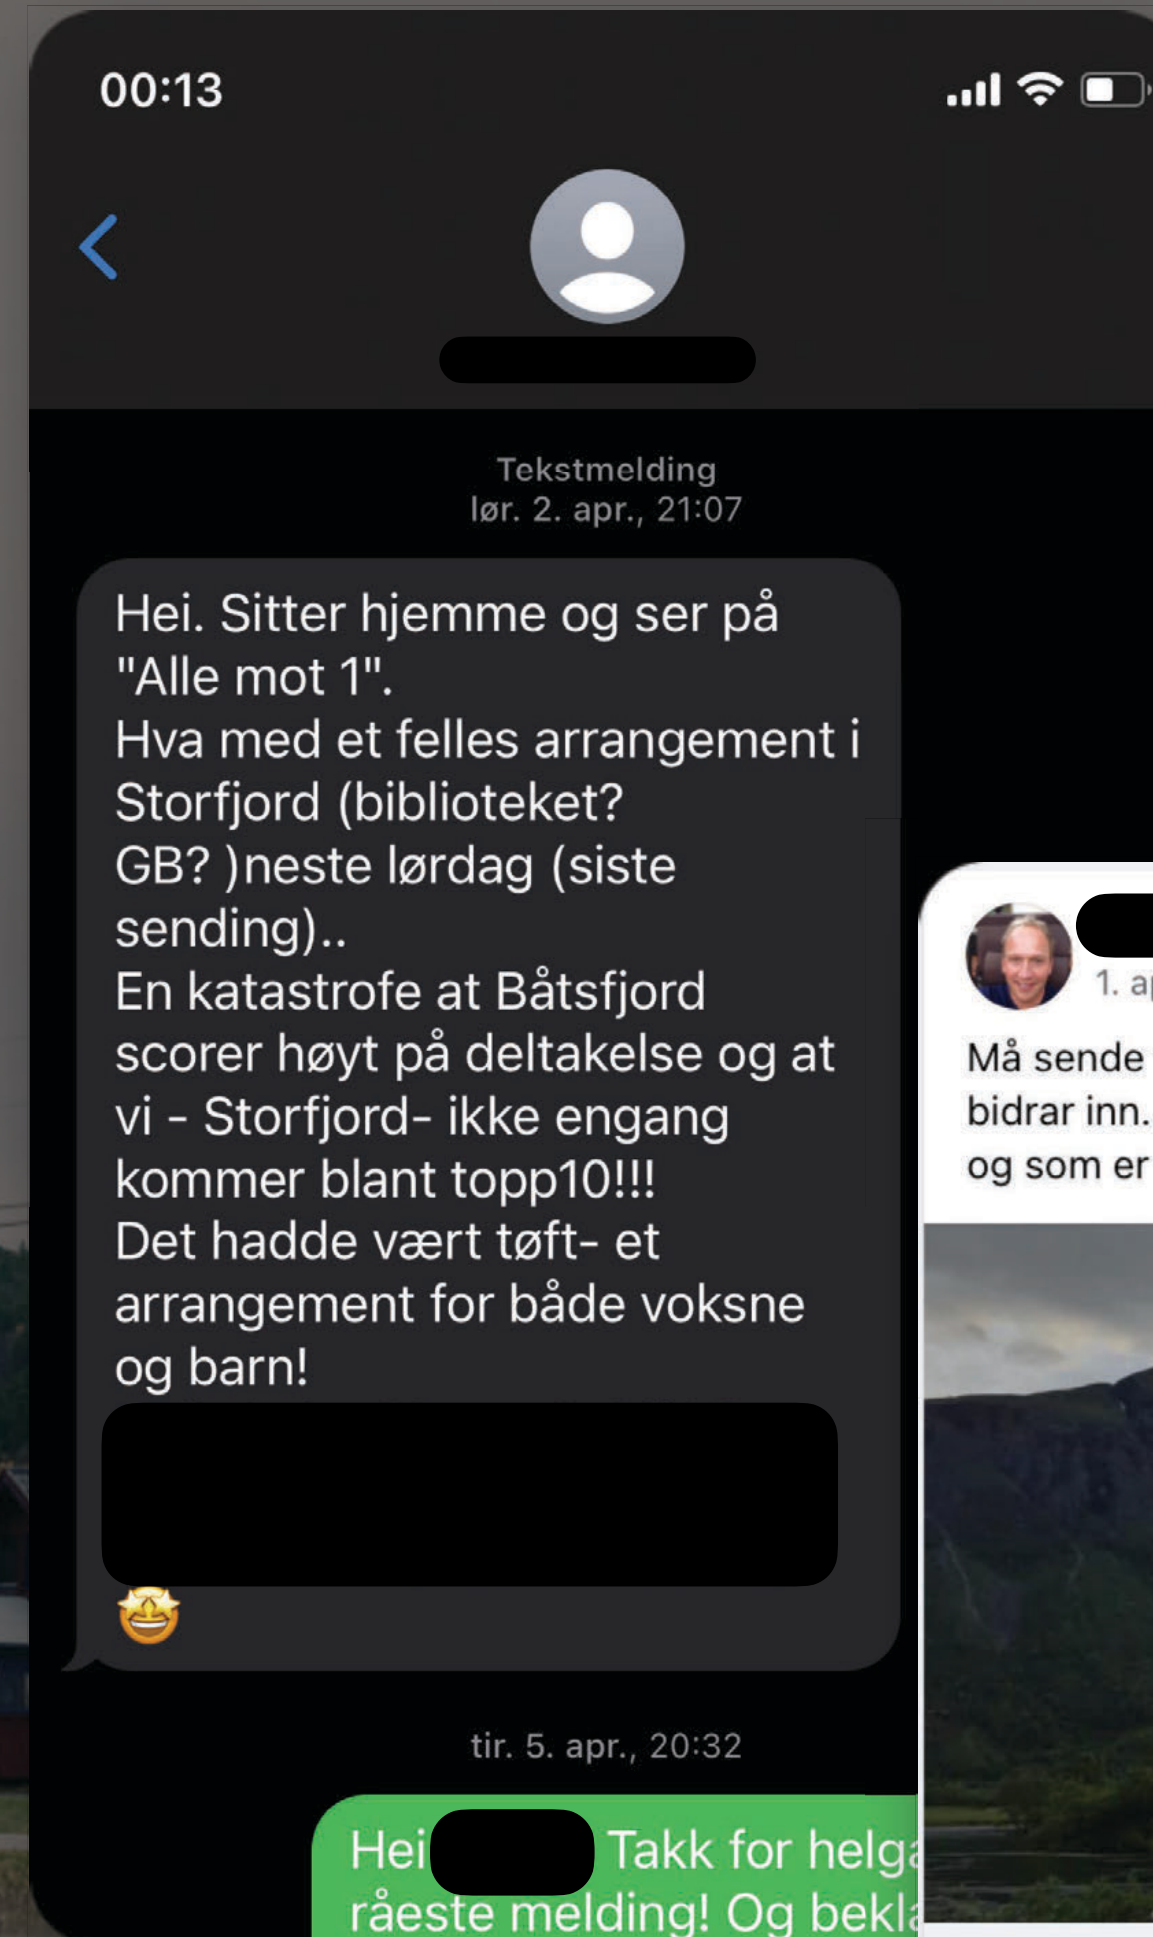 00:13
Tekstmelding
lør. 2. apr., 21:07
Hei. Sitter hjemme og ser på
"Alle mot 1".
Hva med et felles arrangement i
Storfjord (biblioteket?
GB? )neste lørdag (siste
sending)..
En katastrofe at Båtsfjord
scorer høyt på deltakelse og at
vi - Storfjord- ikke engang
kommer blant topp10!!!
Det hadde vært tøft- et
arrangement for både voksne
og barn!
tir. 5. apr., 20:32
Hei Takk for
råeste melding! Og
1.
Må sende
bidrar inn.
og som er